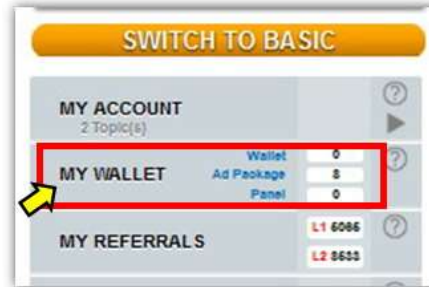 SWITCH TO BASIC
MY ACCOUNT
2 Topic(s)
?
MY WALLET
Wallet 0
Ad Package 8
Panel 0
?
MY REFERRALS
L1 6066
L2 8633
?